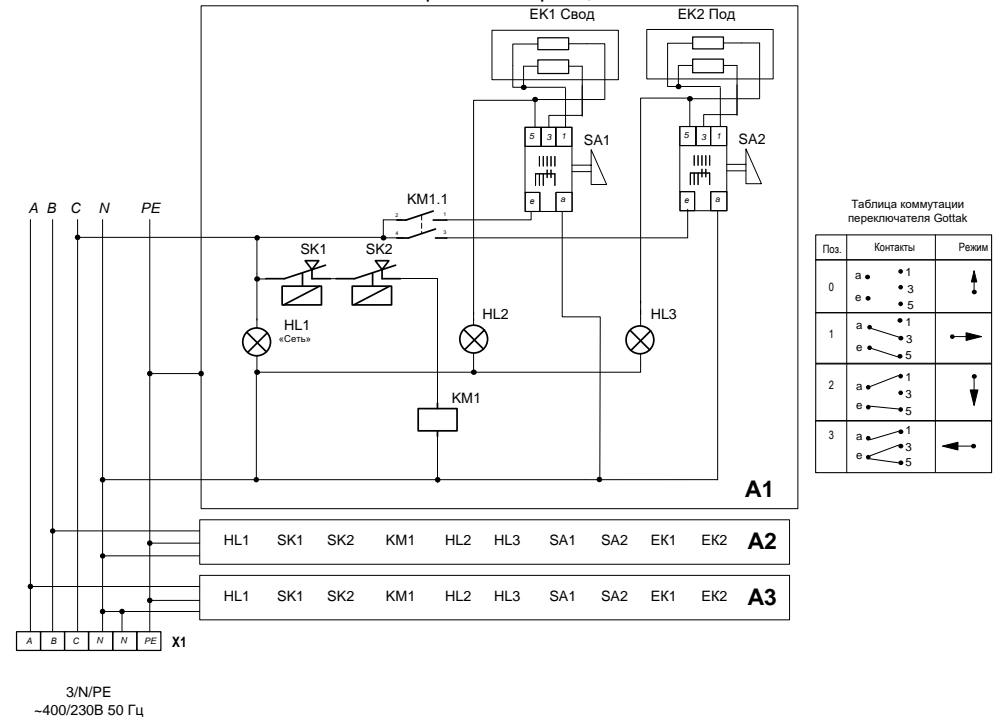 EK1 Свод EK2 Под
5 3 1 5 3 1
SA1 SA2
e a e a
A B C N PE
KM1.1
2 1
4 3
SK1 SK2
HL1
«Сеть»
HL2
HL3
KM1
A1
HL1 SK1 SK2 KM1 HL2 HL3 SA1 SA2 EK1 EK2 A2
HL1 SK1 SK2 KM1 HL2 HL3 SA1 SA2 EK1 EK2 A3
A B C N N PE X1
3/N/PE
~400/230В 50 Гц
Таблица коммутации
переключателя Gottak
Поз. Контакты Режим
0 a e 1 3 5
1 a e 1 3 5
2 a e 1 3 5
3 a e 1 3 5